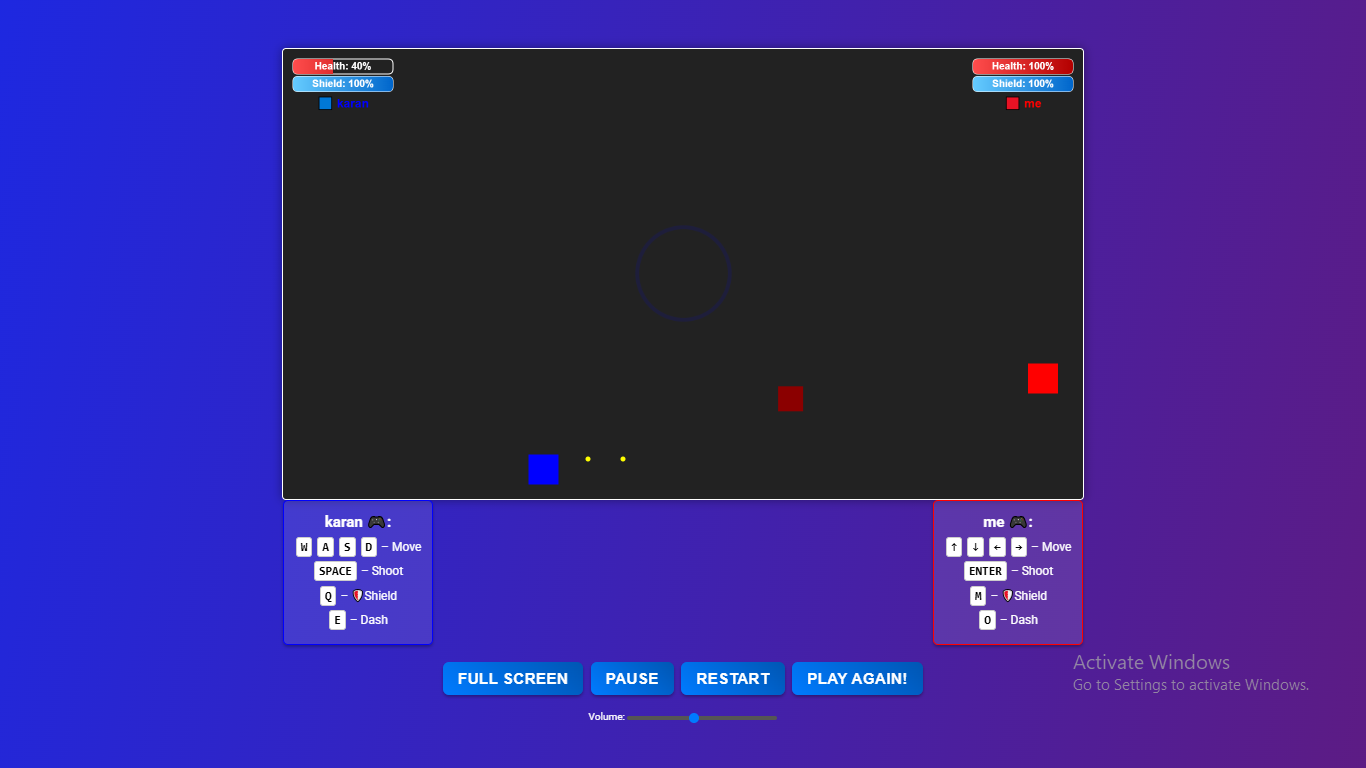 Health: 40%
Health: 100%
Shield: 100%
Shield: 100%
karan
me
karan 🎮:
W A S D – Move
SPACE – Shoot
Q – 🛡Shield
E – Dash
me 🎮:
↑ ↓ ← → – Move
ENTER – Shoot
M – 🛡Shield
O – Dash
FULL SCREEN PAUSE RESTART PLAY AGAIN!
Volume:
Activate Windows
Go to Settings to activate Windows.